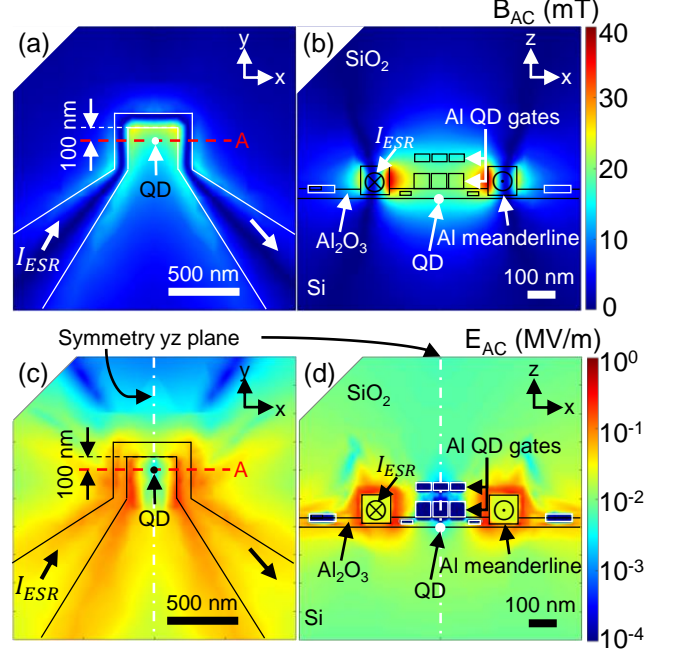 B_AC (mT)
(a)
y
x
100 nm
A
QD
I_ESR
500 nm
(b)
SiO₂
z
x
Al QD gates
I_ESR
Al₂O₃
QD
Al meanderline
Si
100 nm
40
30
20
10
0
Symmetry yz plane
E_AC (MV/m)
(c)
y
x
100 nm
A
QD
I_ESR
500 nm
(d)
SiO₂
z
x
Al QD gates
I_ESR
Al₂O₃
QD
Al meanderline
Si
100 nm
10⁰
10⁻¹
10⁻²
10⁻³
10⁻⁴